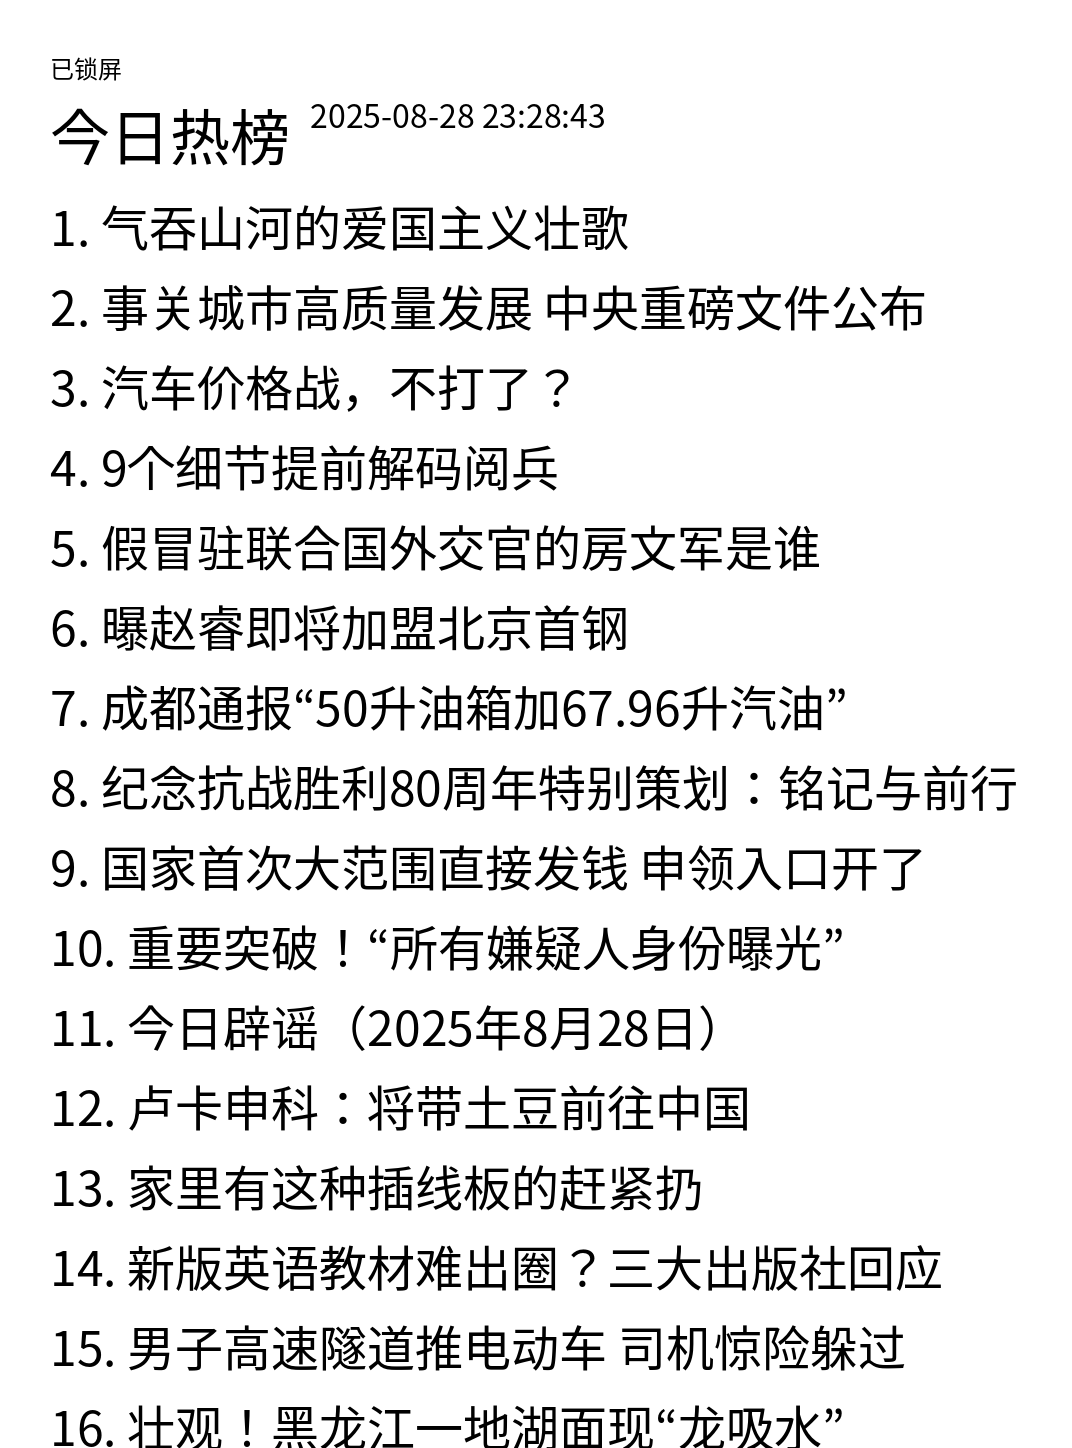 已锁屏
今日热榜 2025-08-28 23:28:43
1. 气吞山河的爱国主义壮歌
2. 事关城市高质量发展 中央重磅文件公布
3. 汽车价格战，不打了？
4. 9个细节提前解码阅兵
5. 假冒驻联合国外交官的房文军是谁
6. 曝赵睿即将加盟北京首钢
7. 成都通报“50升油箱加67.96升汽油”
8. 纪念抗战胜利80周年特别策划：铭记与前行
9. 国家首次大范围直接发钱 申领入口开了
10. 重要突破！“所有嫌疑人身份曝光”
11. 今日辟谣（2025年8月28日）
12. 卢卡申科：将带土豆前往中国
13. 家里有这种插线板的赶紧扔
14. 新版英语教材难出圈？三大出版社回应
15. 男子高速隧道推电动车 司机惊险躲过
16. 壮观！黑龙江一地湖面现“龙吸水”